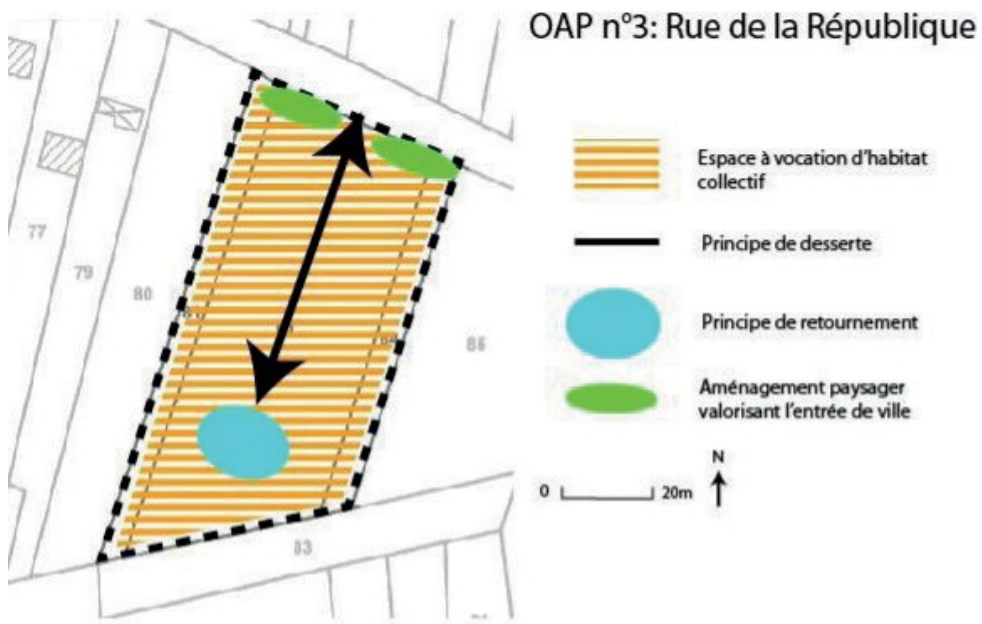 OAP n°3: Rue de la République
Espace à vocation d'habitat
collectif
Principe de desserte
Principe de retournement
Aménagement paysager
valorisant l'entrée de ville
N
0 20m
77
79
80
86
83